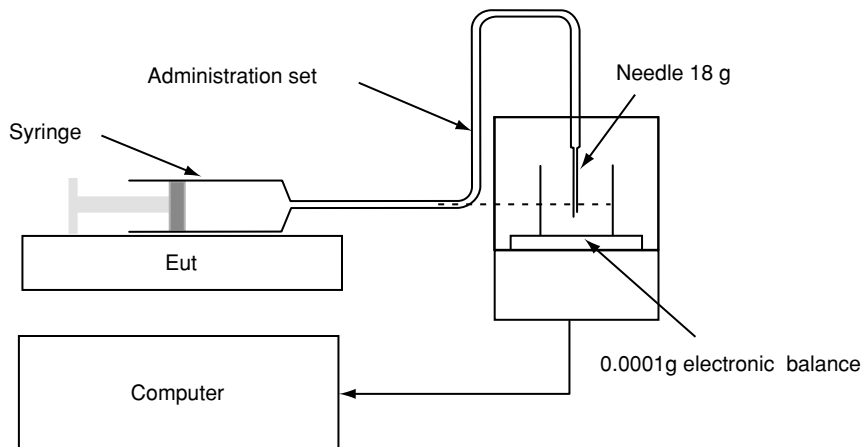 Needle 18 g
Administration set
Syringe
Eut
0.0001g electronic balance
Computer